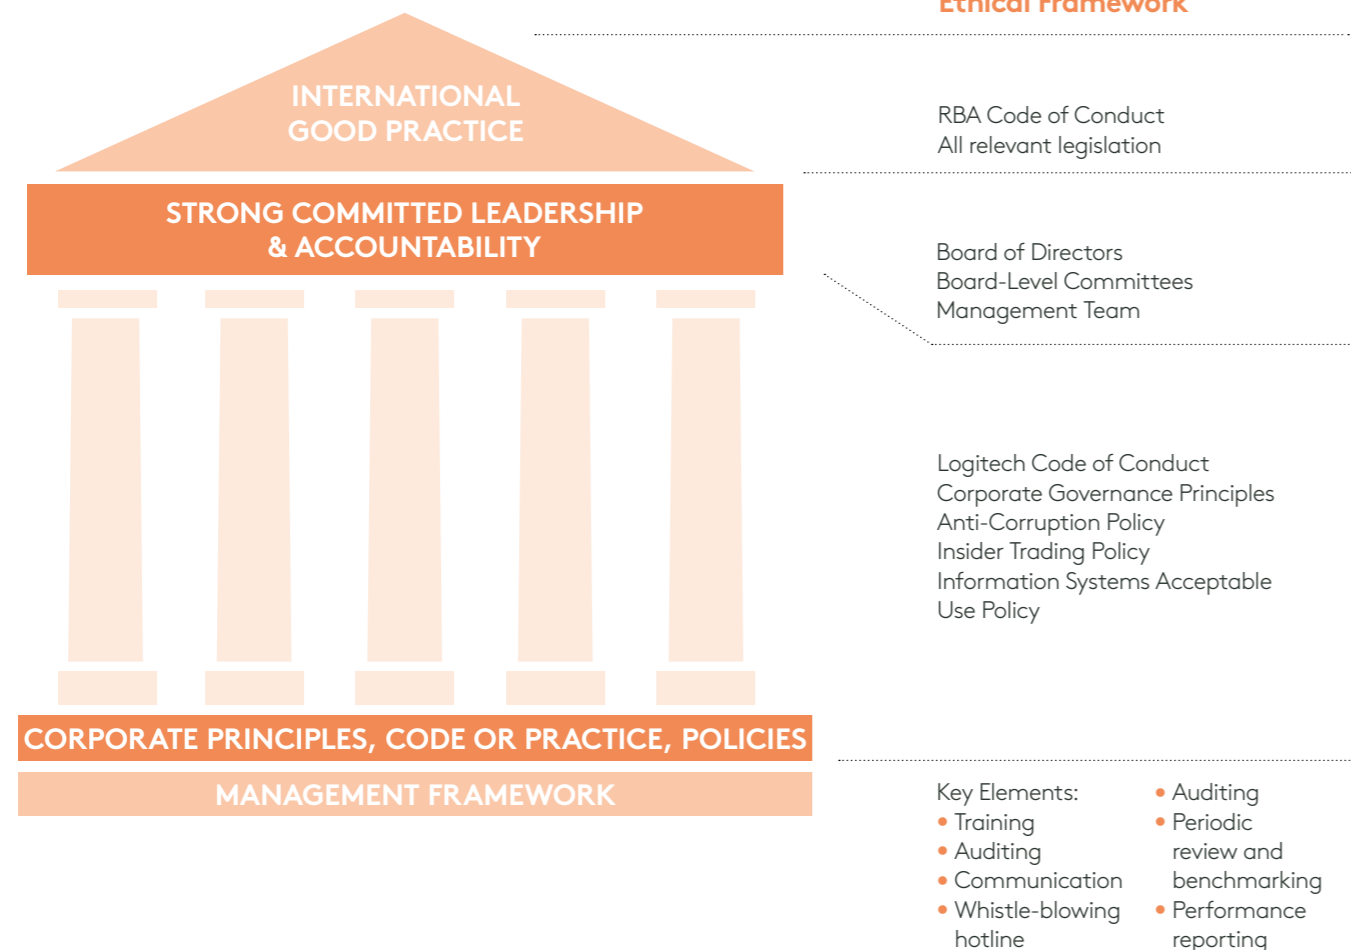 Ethical Framework
INTERNATIONAL
GOOD PRACTICE
RBA Code of Conduct
All relevant legislation
STRONG COMMITTED LEADERSHIP
& ACCOUNTABILITY
Board of Directors
Board-Level Committees
Management Team
Logitech Code of Conduct
Corporate Governance Principles
Anti-Corruption Policy
Insider Trading Policy
Information Systems Acceptable
Use Policy
CORPORATE PRINCIPLES, CODE OR PRACTICE, POLICIES
MANAGEMENT FRAMEWORK
Key Elements:
• Training
• Auditing
• Communication
• Whistle-blowing
hotline
• Auditing
• Periodic
review and
benchmarking
• Performance
reporting